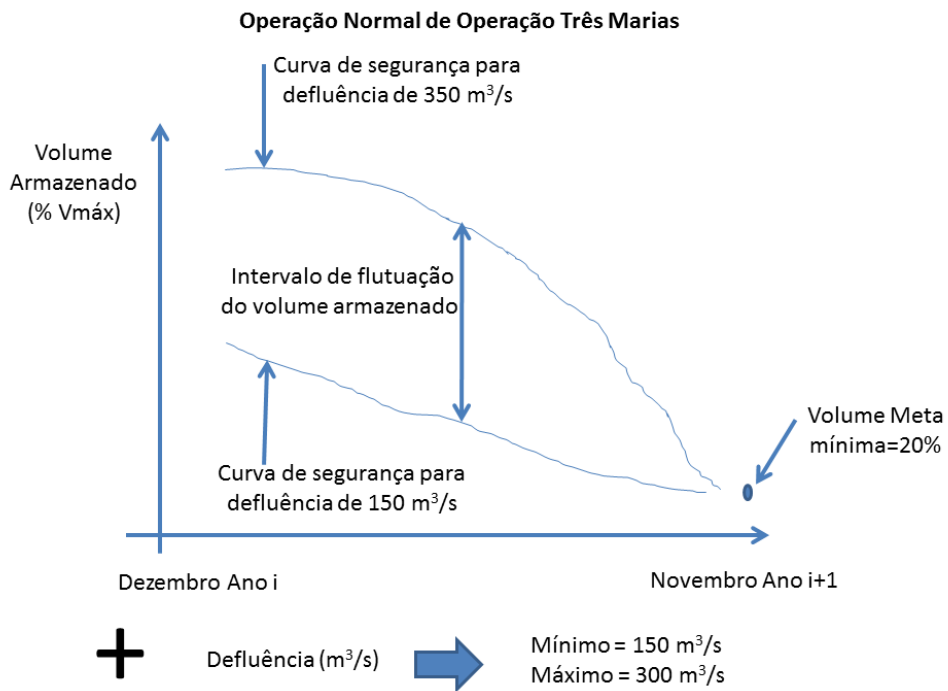 Operação Normal de Operação Três Marias
Curva de segurança para
defluência de 350 m³/s
Volume
Armazenado
(% Vmáx)
Intervalo de flutuação
do volume armazenado
Volume Meta
mínima=20%
Curva de segurança para
defluência de 150 m³/s
Dezembro Ano i
Novembro Ano i+1
Defluência (m³/s)
Mínimo = 150 m³/s
Máximo = 300 m³/s